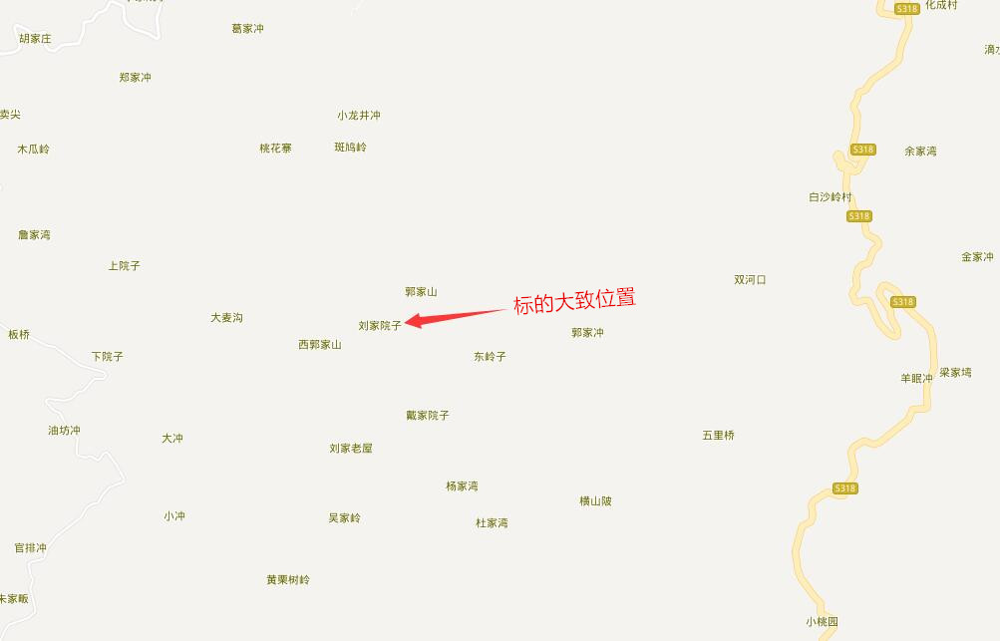 S318
化成村
葛家冲
胡家庄
郑家冲
小龙井冲
木瓜岭
桃花寨
斑鸠岭
S318
余家湾
白沙岭村
S318
詹家湾
上院子
金家冲
双河口
郭家山
标的大致位置
S318
大麦沟
刘家院子
郭家冲
板桥
西郭家山
下院子
东岭子
羊眠冲
梁家塆
戴家院子
油坊冲
大冲
五里桥
刘家老屋
杨家湾
S318
横山陂
小冲
吴家岭
杜家湾
官排冲
黄栗树岭
朱家畈
小桃园